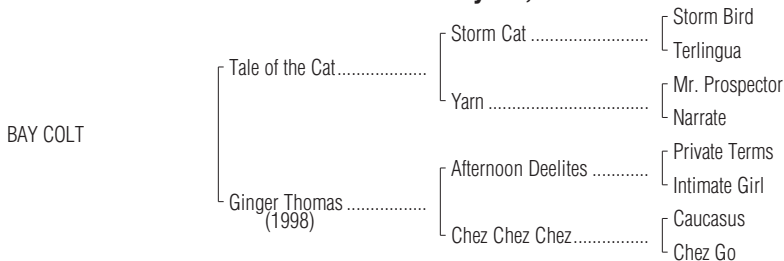 Storm Bird
Storm Cat ................................
Terlingua
Tale of the Cat...................
Mr. Prospector
Yarn ..................................
Narrate
BAY COLT
Private Terms
Afternoon Deelites ............
Intimate Girl
Ginger Thomas .................
(1998)
Caucasus
Chez Chez Chez................
Chez Go